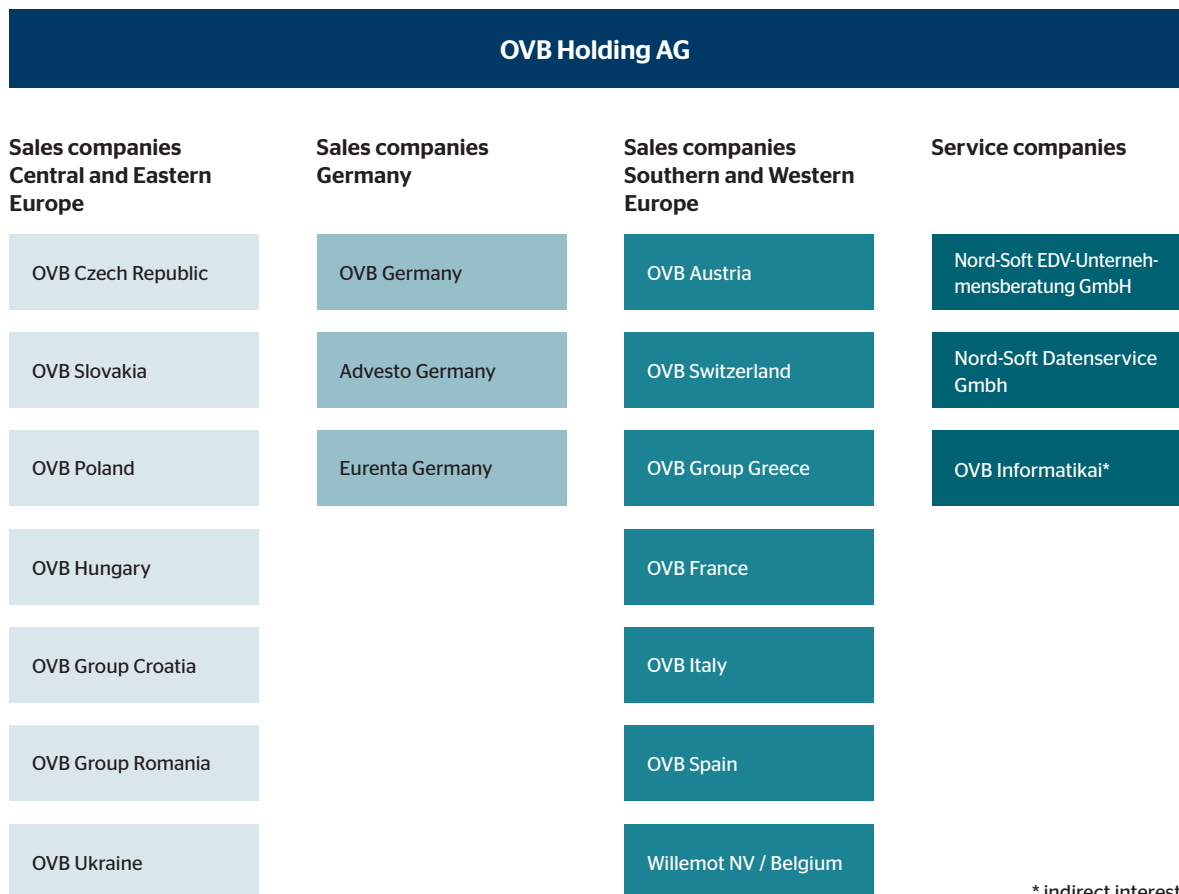 OVB Holding AG
Sales companies
Central and Eastern
Europe
OVB Czech Republic
OVB Slovakia
OVB Poland
OVB Hungary
OVB Group Croatia
OVB Group Romania
OVB Ukraine
Sales companies
Germany
OVB Germany
Advesto Germany
Eurenta Germany
Sales companies
Southern and Western
Europe
OVB Austria
OVB Switzerland
OVB Group Greece
OVB France
OVB Italy
OVB Spain
Willemot NV / Belgium
Service companies
Nord-Soft EDV-Unterneh-
mensberatung GmbH
Nord-Soft Datenservice
Gmbh
OVB Informatikai*
* indirect interest